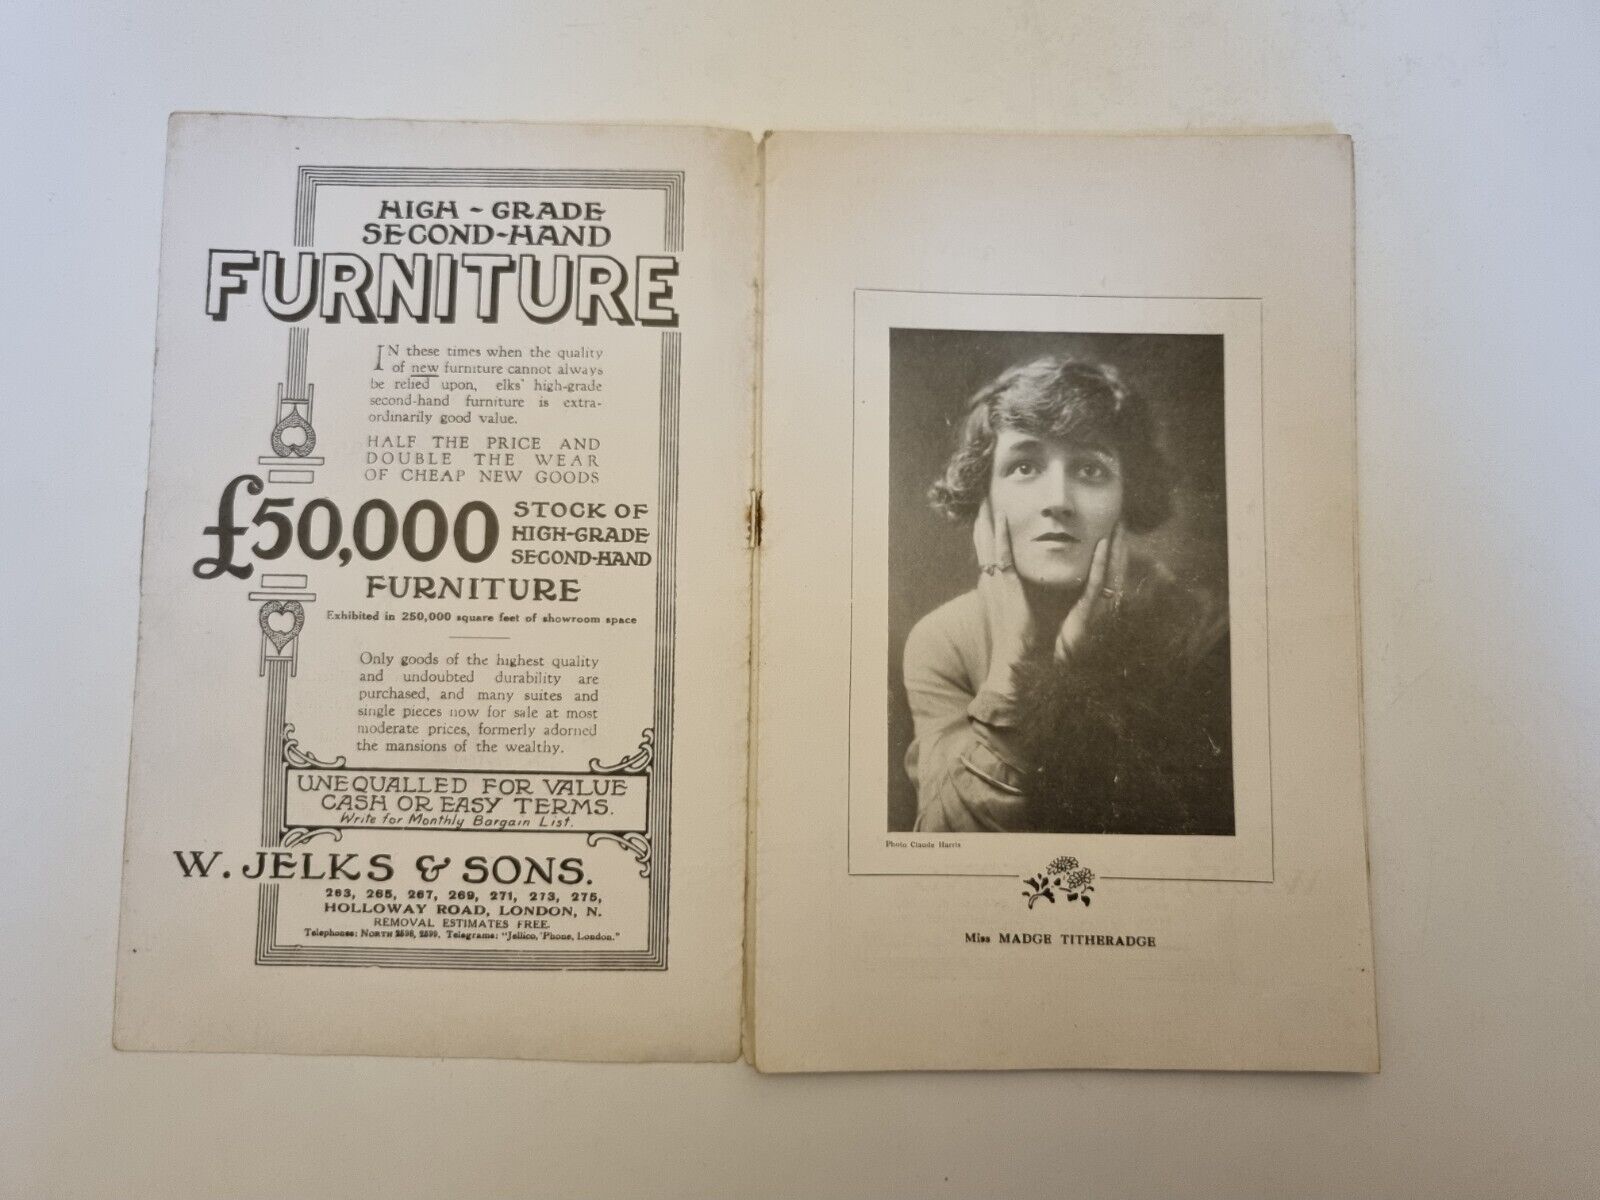 HIGH-GRADE
SECOND-HAND
FURNITURE
IN these times when the quality
of new furniture cannot always
be relied upon, elks' high-grade
second-hand furniture is extra-
ordinarily good value.
HALF THE PRICE AND
DOUBLE THE WEAR
OF CHEAP NEW GOODS
£50,000 STOCK OF
HIGH-GRADE
SECOND-HAND
FURNITURE
Exhibited in 250,000 square feet of showroom space
Only goods of the highest quality
and undoubted durability are
purchased, and many suites and
single pieces now for sale at most
moderate prices, formerly adorned
the mansions of the wealthy.
UNEQUALLED FOR VALUE
CASH OR EASY TERMS.
Write for Monthly Bargain List.
W. JELKS & SONS.
263, 265, 267, 269, 271, 273, 275,
HOLLOWAY ROAD, LONDON, N.
REMOVAL ESTIMATES FREE.
Telephones: NORTH 2598, 2599. Telegrams: "Jellico, 'Phone, London."
Photo Claude Harris
Miss MADGE TITHERADGE